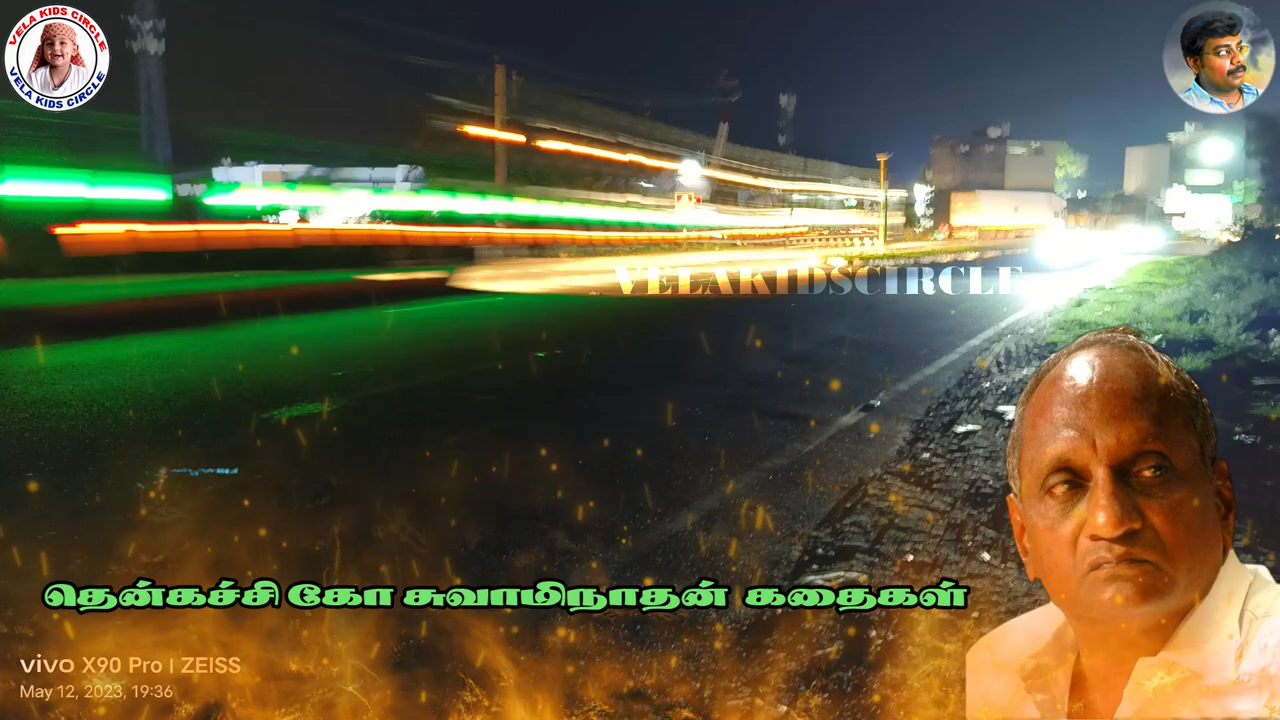 VELA KIDS CIRCLE
VELA KIDS CIRCLE
VELAKIDSCIRCLE
தென்கச்சி கோ சுவாமிநாதன் கதைகள்
vivo X90 Pro | ZEISS
May 12, 2023, 19:36